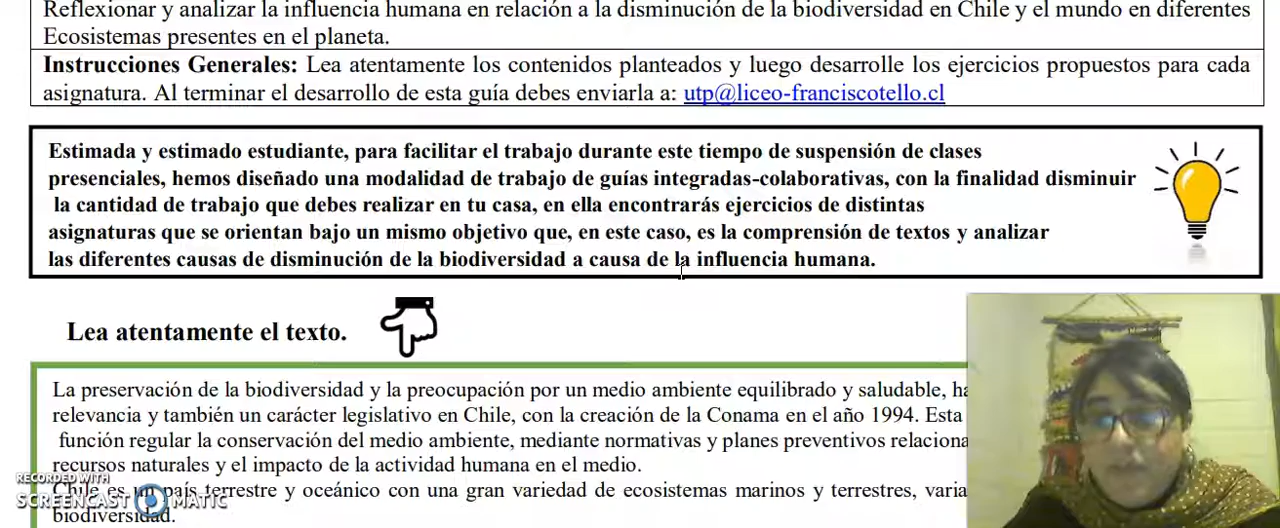 Reflexionar y analizar la influencia humana en relación a la disminución de la biodiversidad en Chile y el mundo en diferentes
Ecosistemas presentes en el planeta.
Instrucciones Generales: Lea atentamente los contenidos planteados y luego desarrolle los ejercicios propuestos para cada
asignatura. Al terminar el desarrollo de esta guía debes enviarla a: utp@liceo-franciscotello.cl
Estimada y estimado estudiante, para facilitar el trabajo durante este tiempo de suspensión de clases
presenciales, hemos diseñado una modalidad de trabajo de guías integradas-colaborativas, con la finalidad disminuir
la cantidad de trabajo que debes realizar en tu casa, en ella encontrarás ejercicios de distintas
asignaturas que se orientan bajo un mismo objetivo que, en este caso, es la comprensión de textos y analizar
las diferentes causas de disminución de la biodiversidad a causa de la influencia humana.
Lea atentamente el texto.
La preservación de la biodiversidad y la preocupación por un medio ambiente equilibrado y saludable, ha
relevancia y también un carácter legislativo en Chile, con la creación de la Conama en el año 1994. Esta
función regular la conservación del medio ambiente, mediante normativas y planes preventivos relaciona
recursos naturales y el impacto de la actividad humana en el medio.
Chile es un país terrestre y oceánico con una gran variedad de ecosistemas marinos y terrestres, varia
biodiversidad.
RECORDED WITH
SCREENCAST MATIC